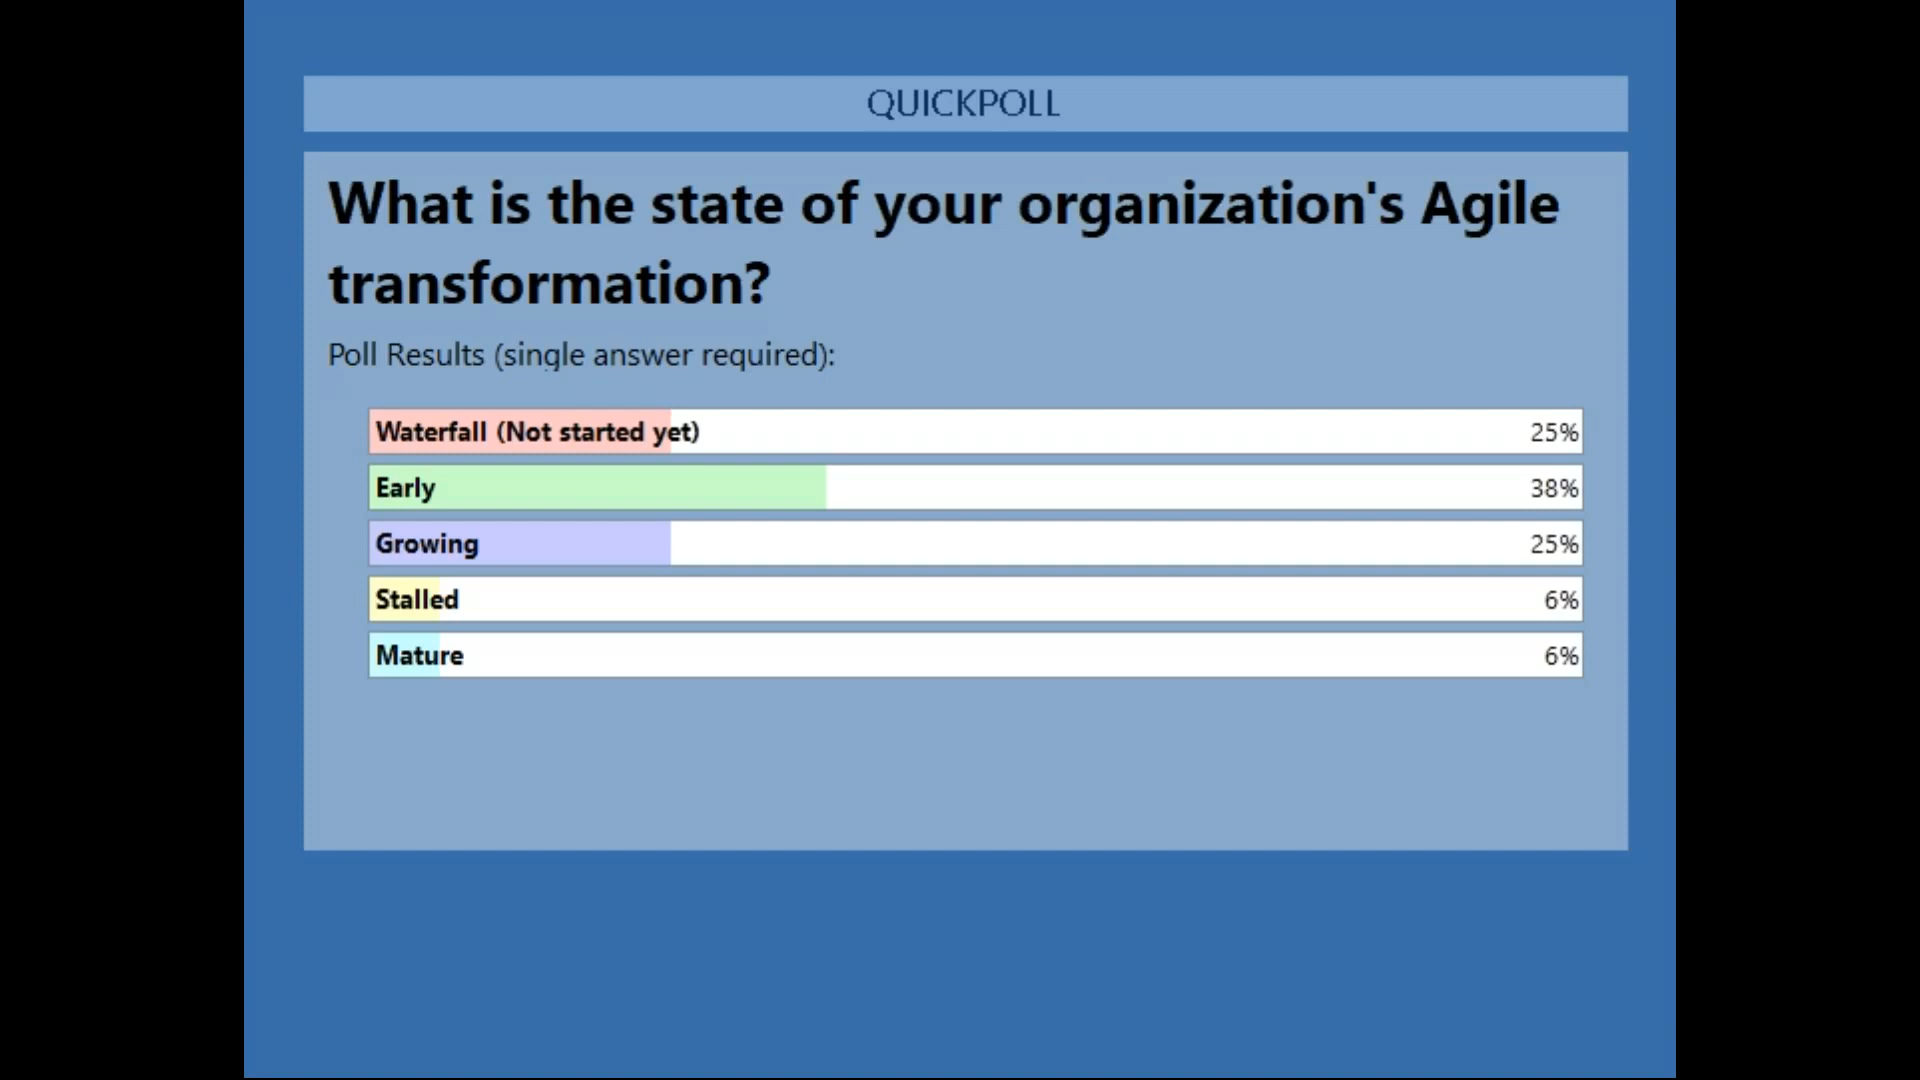 QUICKPOLL
What is the state of your organization's Agile
transformation?
Poll Results (single answer required):
Waterfall (Not started yet) 25%
Early 38%
Growing 25%
Stalled 6%
Mature 6%